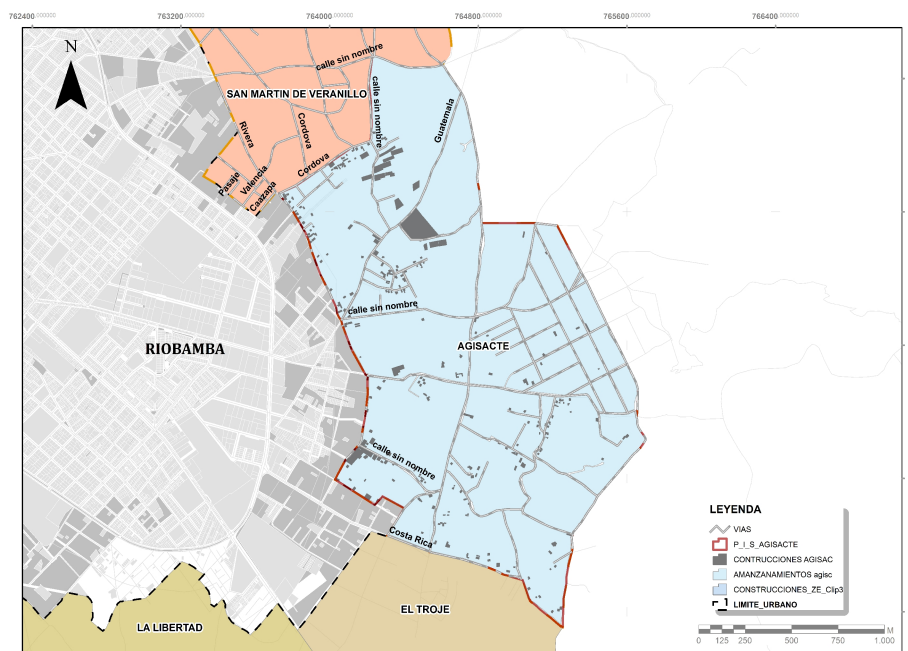 762400,000000 763200,000000 764000,000000 764800,000000 765600,000000 766400,000000
N
calle sin nombre
SAN MARTIN DE VERANILLO
calle sin nombre
Guatemala
Rivera
Cordova
Cordova
Pasaje
Valencia
Caazapa
calle sin nombre
RIOBAMBA
AGISACTE
calle sin nombre
Costa Rica
EL TROJE
LA LIBERTAD
LEYENDA
VIAS
P_I_S_AGISACTE
CONTRUCCIONES AGISAC
AMANZANAMIENTOS agisc
CONSTRUCCIONES_ZE_Clip3
LIMITE_URBANO
M
0 125 250 500 750 1.000